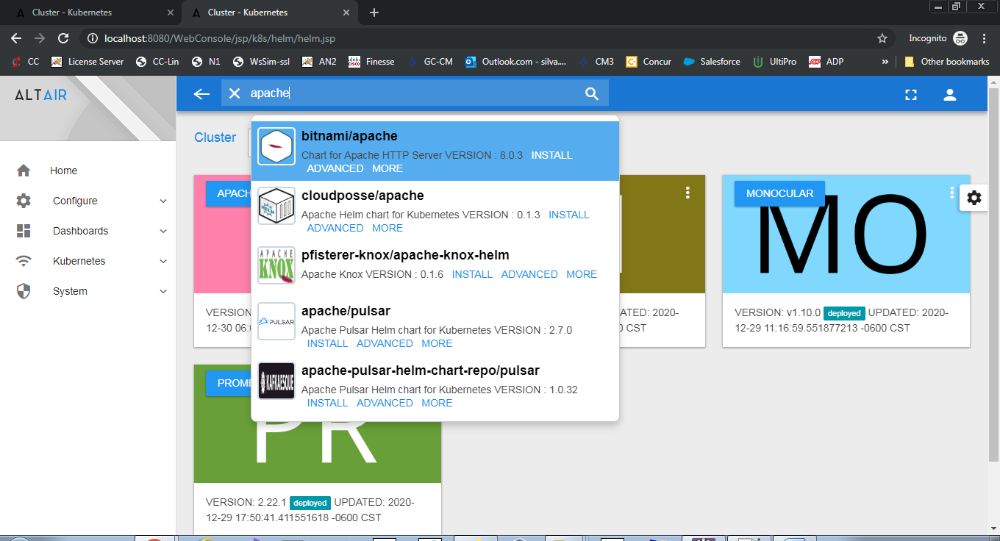 Cluster - Kubernetes
Cluster - Kubernetes
localhost:8080/WebConsole/jsp/k8s/helm/helm.jsp
Incognito
CC
License Server
CC-Lin
N1
WsSim-ssl
AN2
Finesse
GC-CM
Outlook.com - silva....
CM3
Concur
Salesforce
UltiPro
ADP
»
Other bookmarks
ALTAIR
apache
Home
Configure
Dashboards
Kubernetes
System
Cluster
bitnami/apache
Chart for Apache HTTP Server VERSION : 8.0.3 INSTALL
ADVANCED MORE
cloudposse/apache
Apache Helm chart for Kubernetes VERSION : 0.1.3 INSTALL
ADVANCED MORE
APACHE KNOX
pfisterer-knox/apache-knox-helm
Apache Knox VERSION : 0.1.6 INSTALL ADVANCED MORE
PULSAR
apache/pulsar
Apache Pulsar Helm chart for Kubernetes VERSION : 2.7.0
INSTALL ADVANCED MORE
KAFKAESQUE
apache-pulsar-helm-chart-repo/pulsar
Apache Pulsar Helm chart for Kubernetes VERSION : 1.0.32
INSTALL ADVANCED MORE
APACH
VERSION:
12-30 06:
ATED: 2020-
0 CST
MONOCULAR
MO
VERSION: v1.10.0 deployed UPDATED: 2020-
12-29 11:16:59.551877213 -0600 CST
PROME
PR
VERSION: 2.22.1 deployed UPDATED: 2020-
12-29 17:50:41.411551618 -0600 CST